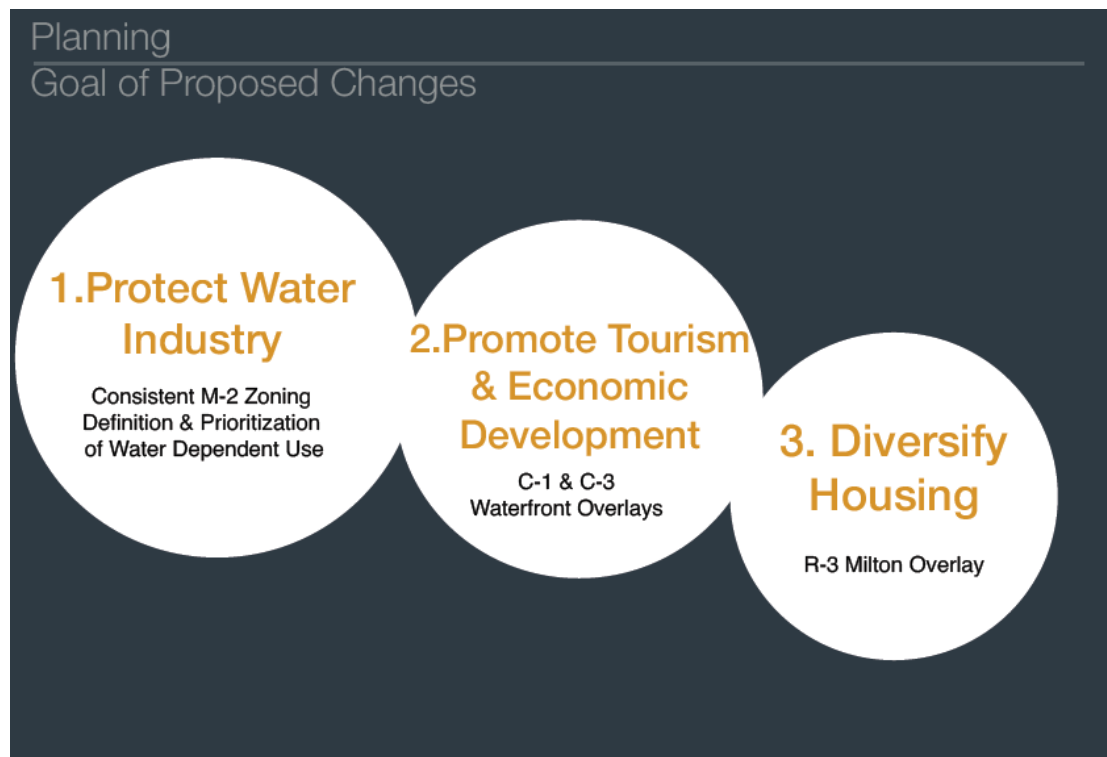 Planning
Goal of Proposed Changes
1.Protect Water
Industry
Consistent M-2 Zoning
Definition & Prioritization
of Water Dependent Use
2.Promote Tourism
& Economic
Development
C-1 & C-3
Waterfront Overlays
3. Diversify
Housing
R-3 Milton Overlay